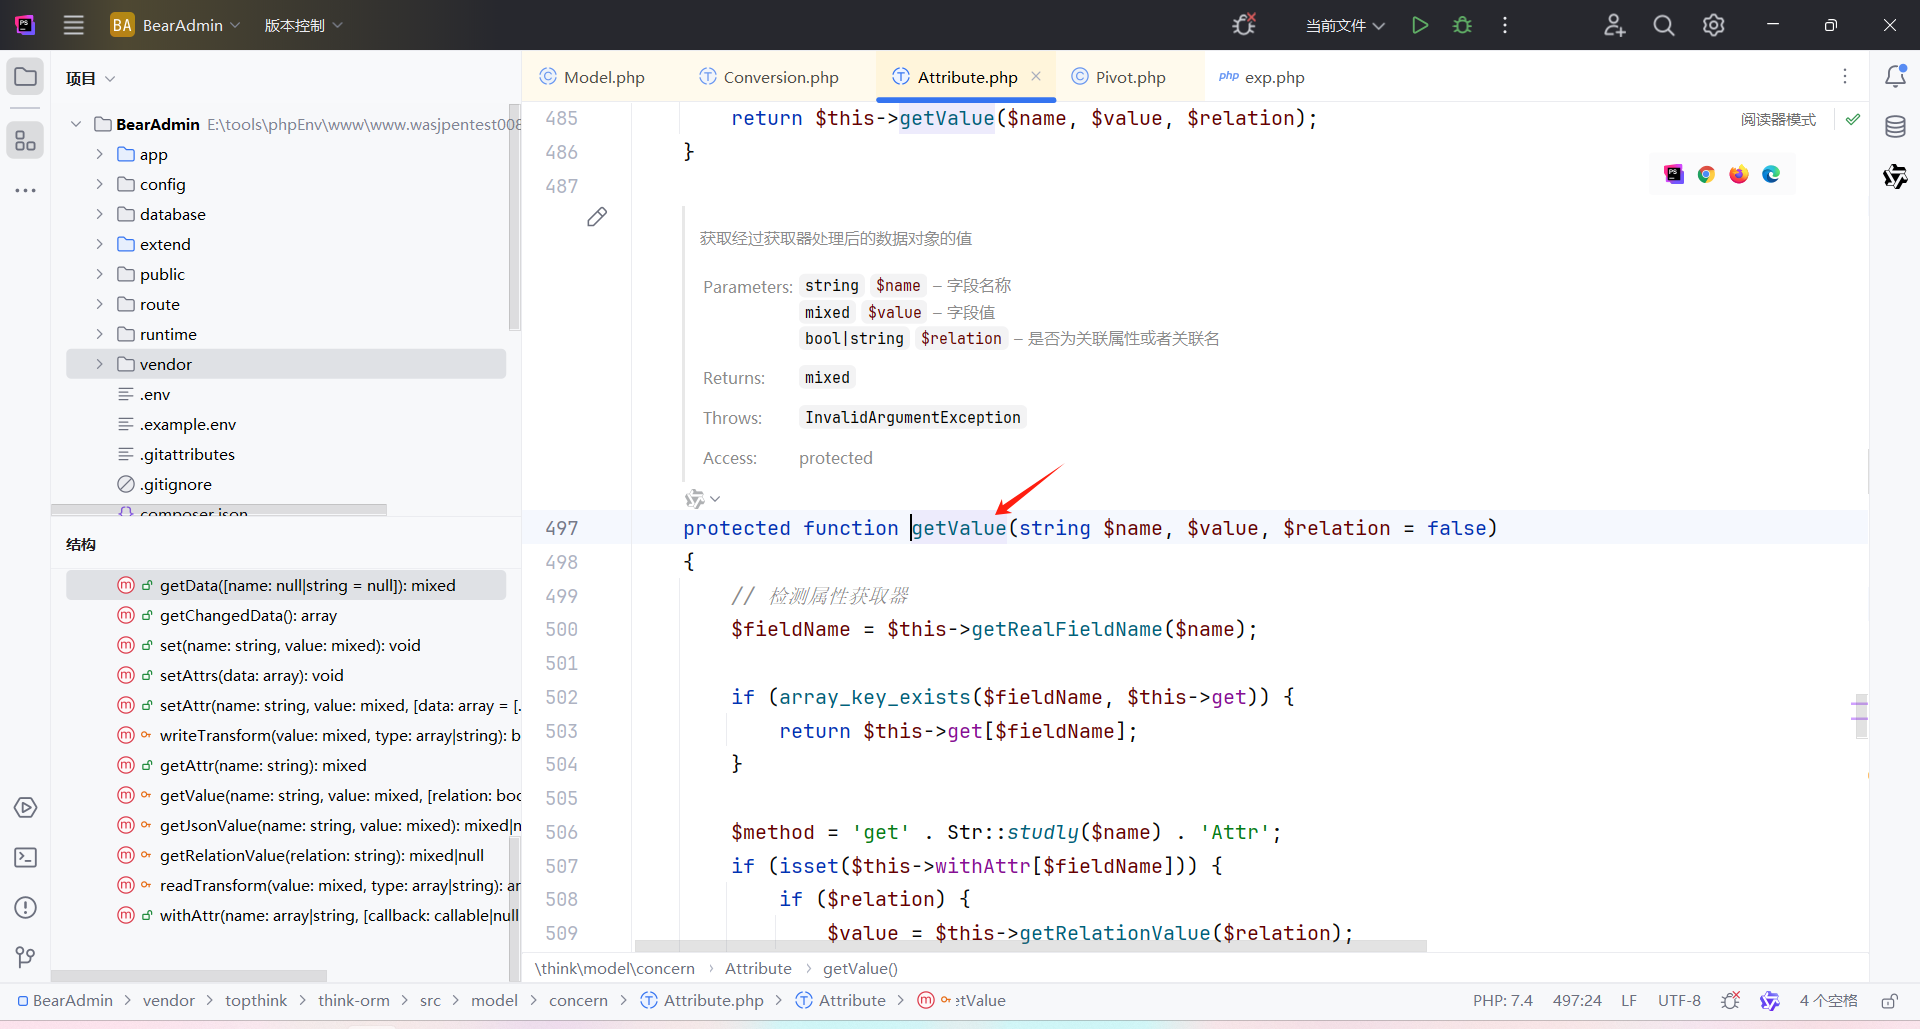 BA BearAdmin 版本控制 当前文件
项目
BearAdmin E:\tools\phpEnv\www\www.wasjpentest008
app
config
database
extend
public
route
runtime
vendor
.env
.example.env
.gitattributes
.gitignore
composer.json
结构
getData([name: null|string = null]): mixed
getChangedData(): array
set(name: string, value: mixed): void
setAttrs(data: array): void
setAttr(name: string, value: mixed, [data: array = [.
writeTransform(value: mixed, type: array|string): b
getAttr(name: string): mixed
getValue(name: string, value: mixed, [relation: boo
getJsonValue(name: string, value: mixed): mixed|n
getRelationValue(relation: string): mixed|null
readTransform(value: mixed, type: array|string): ar
withAttr(name: array|string, [callback: callable|null
Model.php Conversion.php Attribute.php Pivot.php php exp.php
阅读器模式
485 return $this->getValue($name, $value, $relation);
486 }
487
获取经过获取器处理后的数据对象的值
Parameters: string $name – 字段名称
mixed $value – 字段值
bool|string $relation – 是否为关联属性或者关联名
Returns: mixed
Throws: InvalidArgumentException
Access: protected
497 protected function getValue(string $name, $value, $relation = false)
498 {
499 // 检测属性获取器
500 $fieldName = $this->getRealFieldName($name);
501
502 if (array_key_exists($fieldName, $this->get)) {
503 return $this->get[$fieldName];
504 }
505
506 $method = 'get' . Str::studly($name) . 'Attr';
507 if (isset($this->withAttr[$fieldName])) {
508 if ($relation) {
509 $value = $this->getRelationValue($relation);
\think\model\concern › Attribute › getValue()
BearAdmin > vendor > topthink > think-orm > src > model > concern > Attribute.php > Attribute > etValue
PHP: 7.4 497:24 LF UTF-8 4 个空格